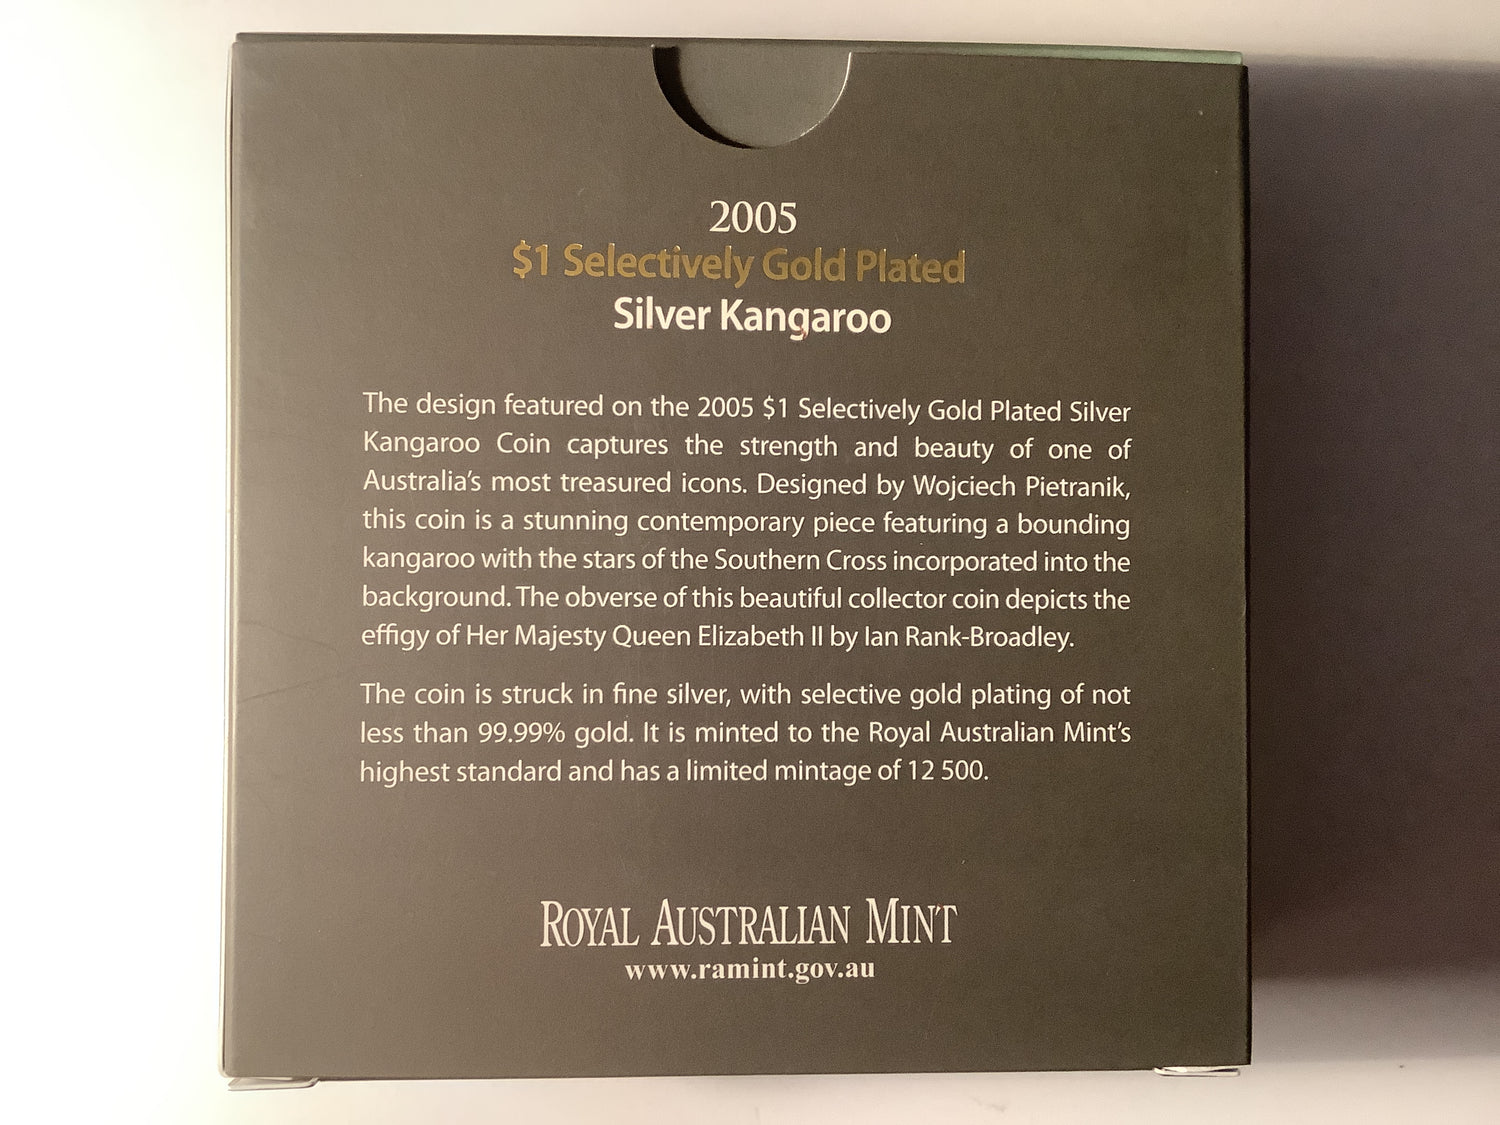 2005
$1 Selectively Gold Plated
Silver Kangaroo
The design featured on the 2005 $1 Selectively Gold Plated Silver
Kangaroo Coin captures the strength and beauty of one of
Australia's most treasured icons. Designed by Wojciech Pietranik,
this coin is a stunning contemporary piece featuring a bounding
kangaroo with the stars of the Southern Cross incorporated into the
background. The obverse of this beautiful collector coin depicts the
effigy of Her Majesty Queen Elizabeth II by Ian Rank-Broadley.
The coin is struck in fine silver, with selective gold plating of not
less than 99.99% gold. It is minted to the Royal Australian Mint's
highest standard and has a limited mintage of 12 500.
ROYAL AUSTRALIAN MINT
www.ramint.gov.au